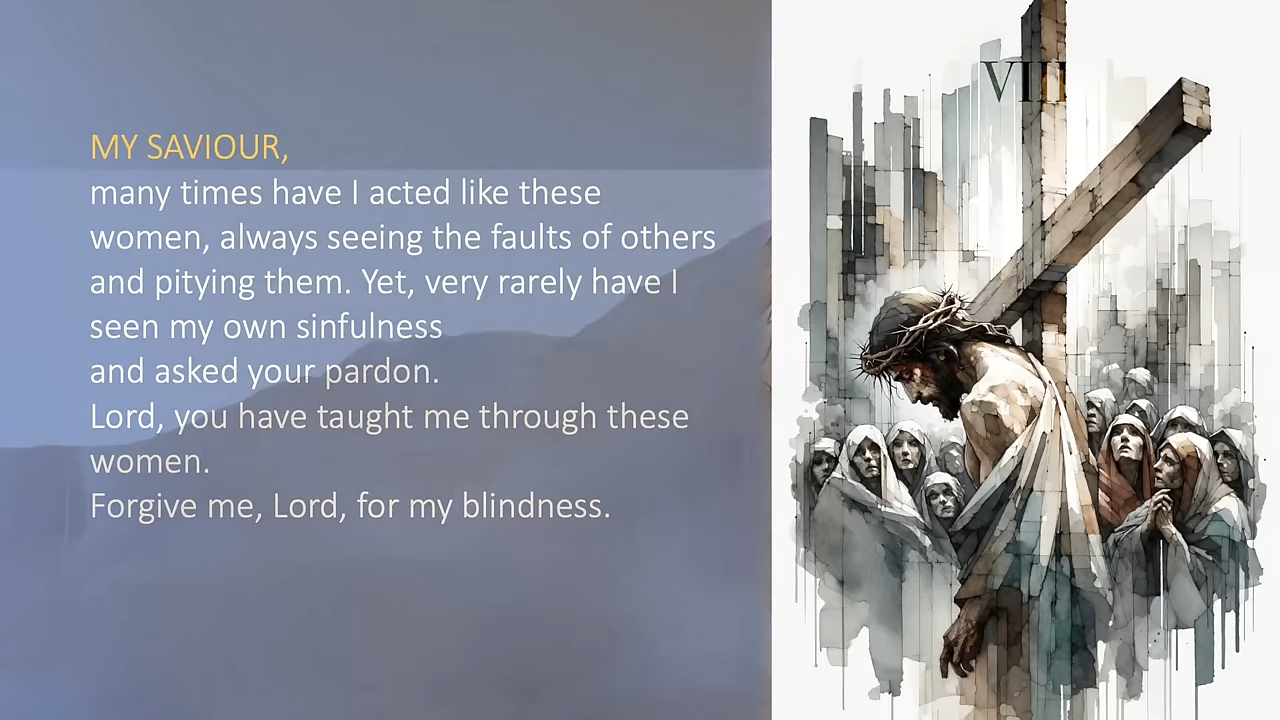 MY SAVIOUR,
many times have I acted like these
women, always seeing the faults of others
and pitying them. Yet, very rarely have I
seen my own sinfulness
and asked your pardon.
Lord, you have taught me through these
women.
Forgive me, Lord, for my blindness.
VIII